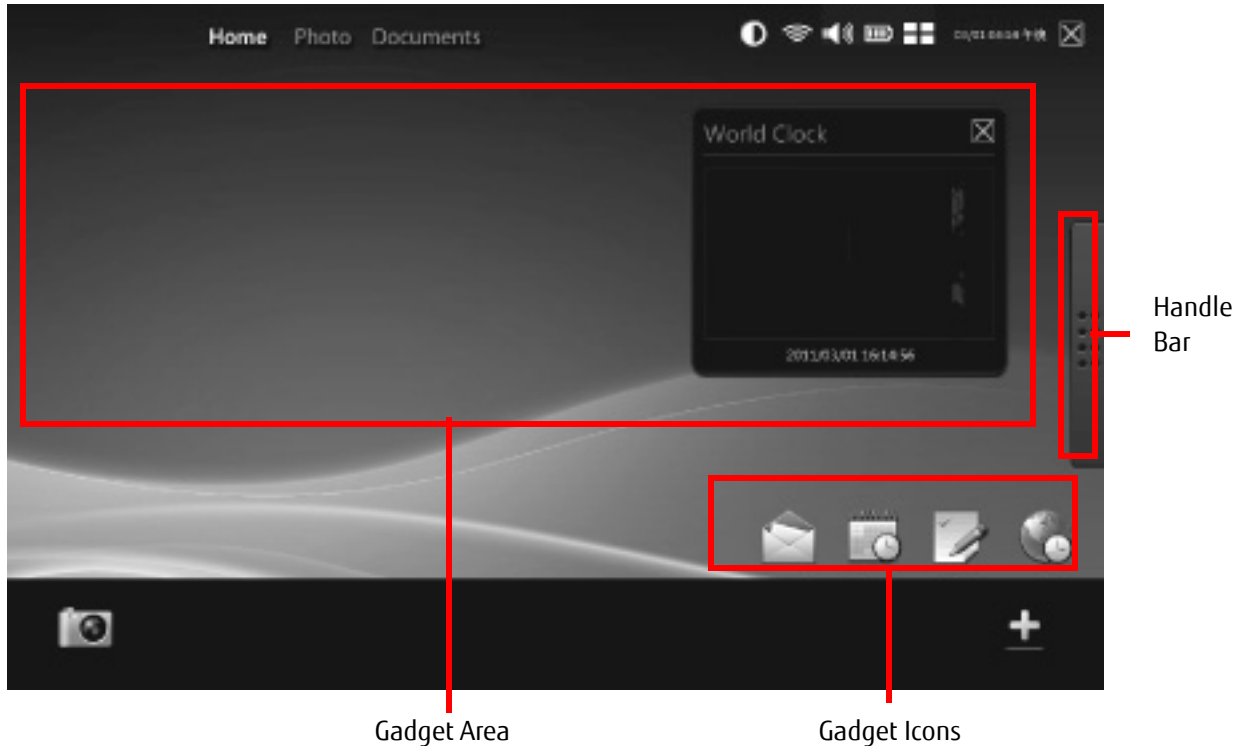 Home Photo Documents
World Clock
2011/03/01 16:14:56
Handle
Bar
Gadget Area
Gadget Icons